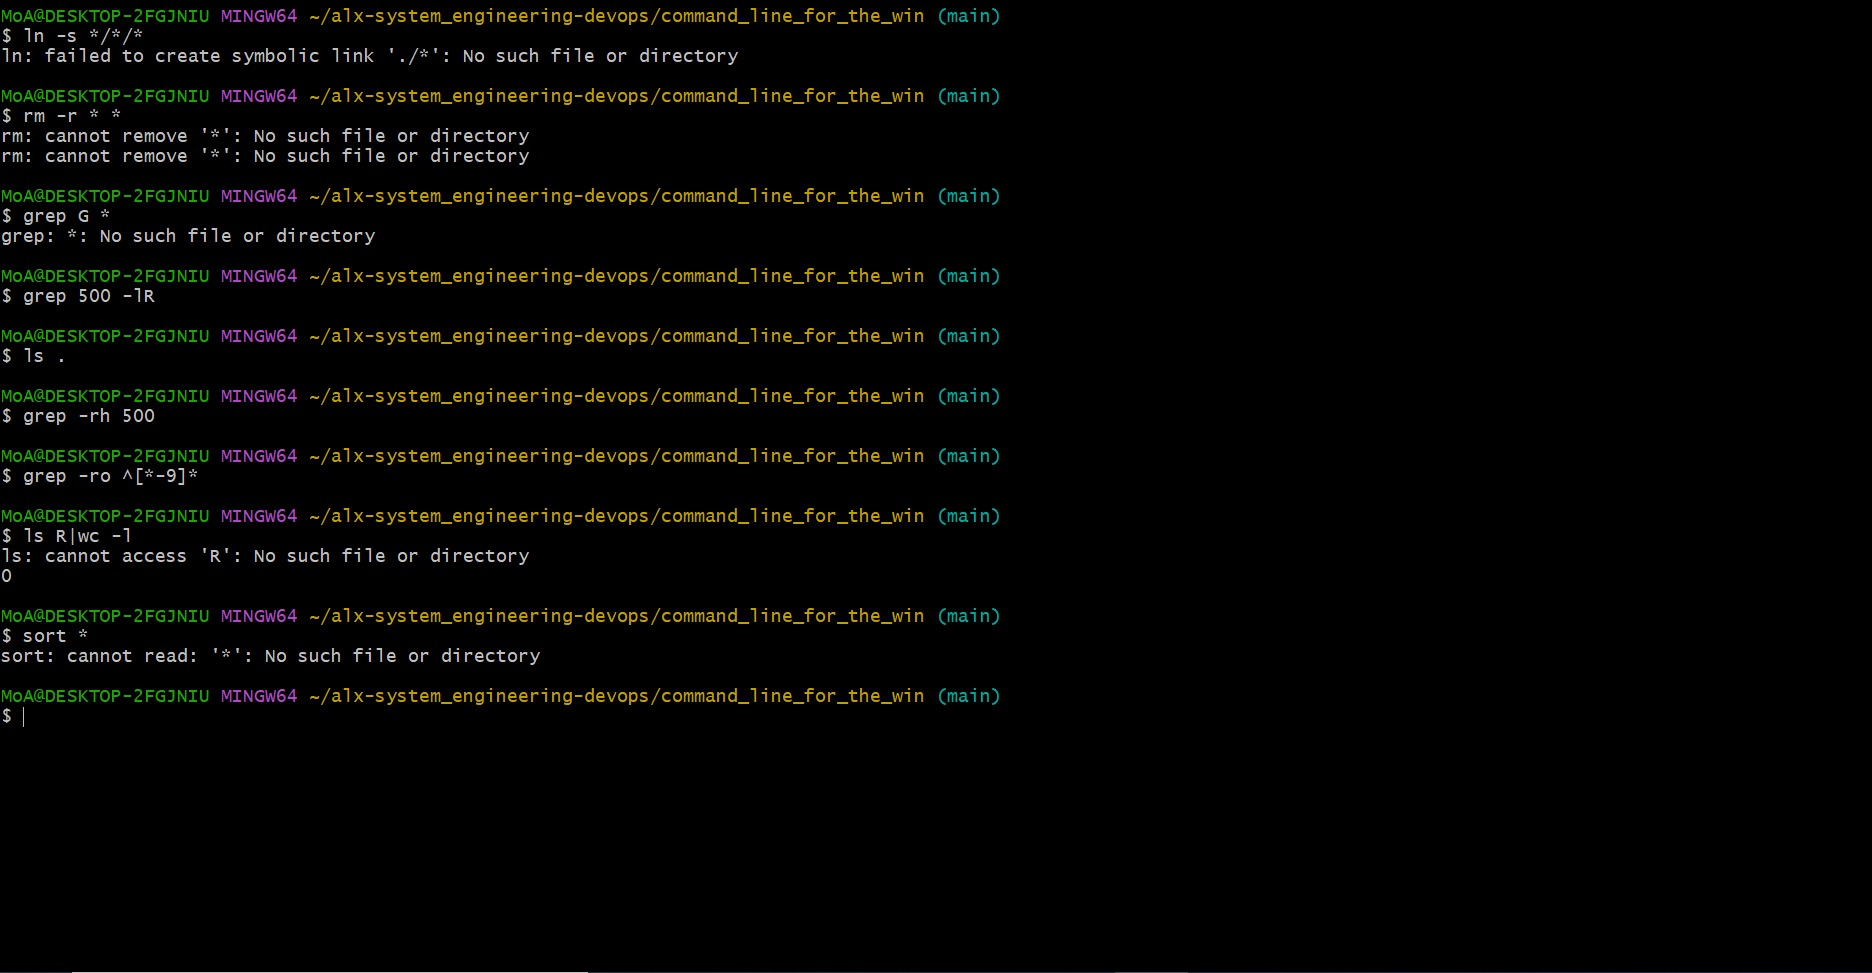 MoA@DESKTOP-2FGJNIU MINGW64 ~/alx-system_engineering-devops/command_line_for_the_win (main)
$ ln -s */*/*
ln: failed to create symbolic link './*': No such file or directory
MoA@DESKTOP-2FGJNIU MINGW64 ~/alx-system_engineering-devops/command_line_for_the_win (main)
$ rm -r * *
rm: cannot remove '*': No such file or directory
rm: cannot remove '*': No such file or directory
MoA@DESKTOP-2FGJNIU MINGW64 ~/alx-system_engineering-devops/command_line_for_the_win (main)
$ grep G *
grep: *: No such file or directory
MoA@DESKTOP-2FGJNIU MINGW64 ~/alx-system_engineering-devops/command_line_for_the_win (main)
$ grep 500 -lR
MoA@DESKTOP-2FGJNIU MINGW64 ~/alx-system_engineering-devops/command_line_for_the_win (main)
$ ls .
MoA@DESKTOP-2FGJNIU MINGW64 ~/alx-system_engineering-devops/command_line_for_the_win (main)
$ grep -rh 500
MoA@DESKTOP-2FGJNIU MINGW64 ~/alx-system_engineering-devops/command_line_for_the_win (main)
$ grep -ro ^[*-9]*
MoA@DESKTOP-2FGJNIU MINGW64 ~/alx-system_engineering-devops/command_line_for_the_win (main)
$ ls R|wc -l
ls: cannot access 'R': No such file or directory
0
MoA@DESKTOP-2FGJNIU MINGW64 ~/alx-system_engineering-devops/command_line_for_the_win (main)
$ sort *
sort: cannot read: '*': No such file or directory
MoA@DESKTOP-2FGJNIU MINGW64 ~/alx-system_engineering-devops/command_line_for_the_win (main)
$